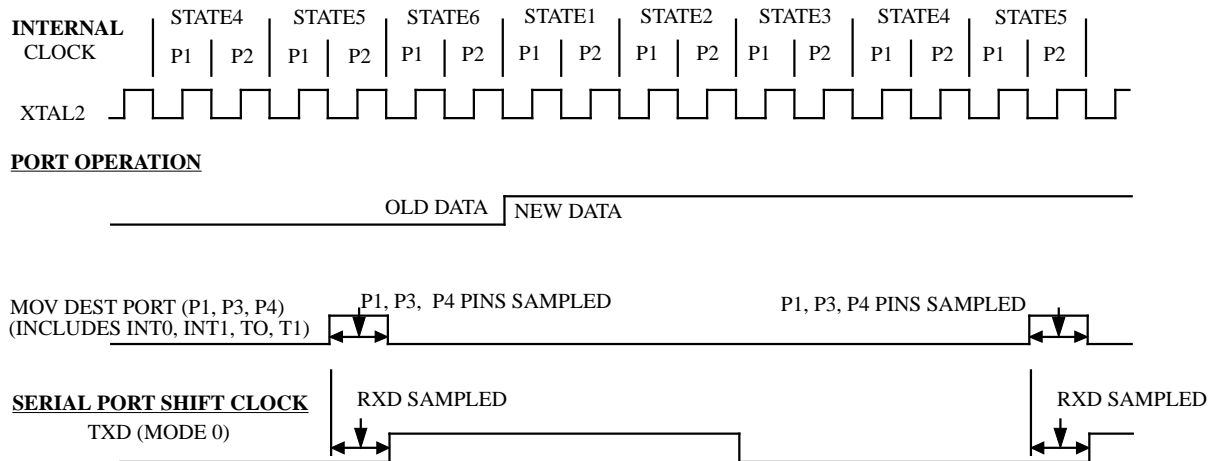 STATE4 STATE5 STATE6 STATE1 STATE2 STATE3 STATE4 STATE5
INTERNAL
CLOCK P1 P2 P1 P2 P1 P2 P1 P2 P1 P2 P1 P2 P1 P2 P1 P2
XTAL2
PORT OPERATION
OLD DATA NEW DATA
MOV DEST PORT (P1, P3, P4) P1, P3, P4 PINS SAMPLED P1, P3, P4 PINS SAMPLED
(INCLUDES INT0, INT1, TO, T1)
SERIAL PORT SHIFT CLOCK RXD SAMPLED RXD SAMPLED
TXD (MODE 0)